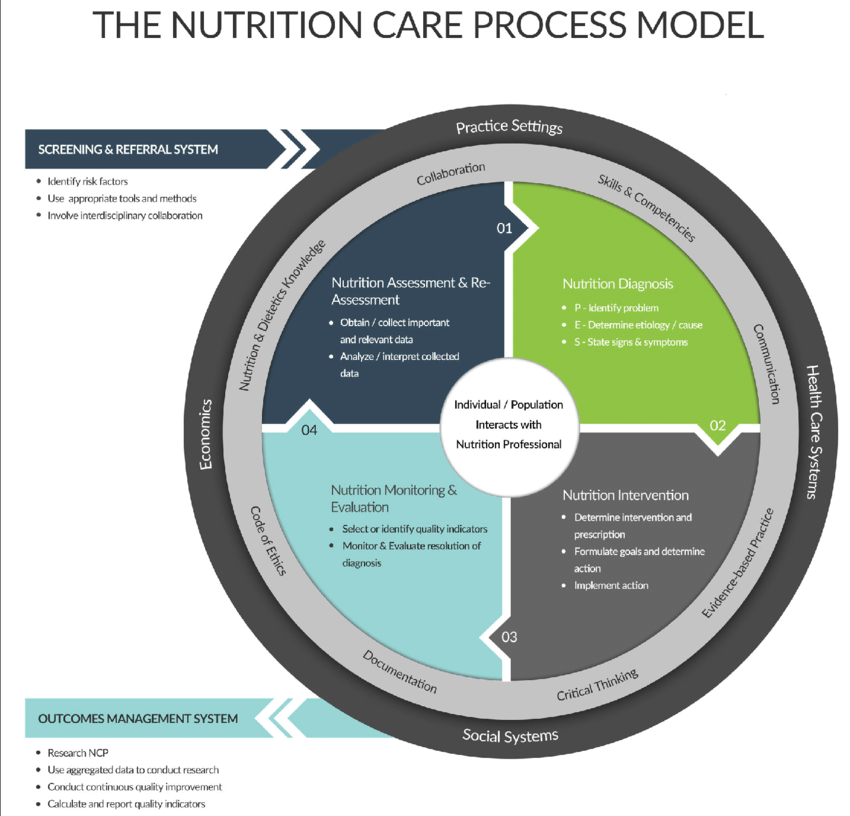 THE NUTRITION CARE PROCESS MODEL
SCREENING & REFERRAL SYSTEM
• Identify risk factors
• Use appropriate tools and methods
• Involve interdisciplinary collaboration
Practice Settings
Health Care Systems
Social Systems
Economics
Collaboration
Skills & Competencies
Communication
Evidence-based Practice
Critical Thinking
Documentation
Code of Ethics
Nutrition & Dietetics Knowledge
01
Nutrition Assessment & Re-
Assessment
• Obtain / collect important
and relevant data
• Analyze / interpret collected
data
Nutrition Diagnosis
• P - Identify problem
• E - Determine etiology / cause
• S - State signs & symptoms
02
Individual / Population
Interacts with
Nutrition Professional
Nutrition Intervention
• Determine intervention and
prescription
• Formulate goals and determine
action
• Implement action
03
04
Nutrition Monitoring &
Evaluation
• Select or identify quality indicators
• Monitor & Evaluate resolution of
diagnosis
OUTCOMES MANAGEMENT SYSTEM
• Research NCP
• Use aggregated data to conduct research
• Conduct continuous quality improvement
• Calculate and report quality indicators